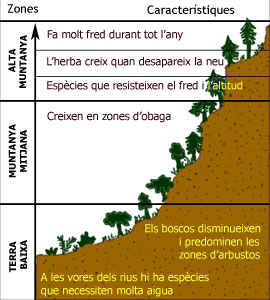 Zones
Característiques
ALTA
MUNTANYA
Fa molt fred durant tot l'any
L'herba creix quan desapareix la neu
Espècies que resisteixen el fred i l'altitud
MUNTANYA
MITJANA
Creixen en zones d'obaga
TERRA
BAIXA
Els boscos disminueixen
i predominen les
zones d'arbustos
A les vores dels rius hi ha espècies
que necessiten molta aigua